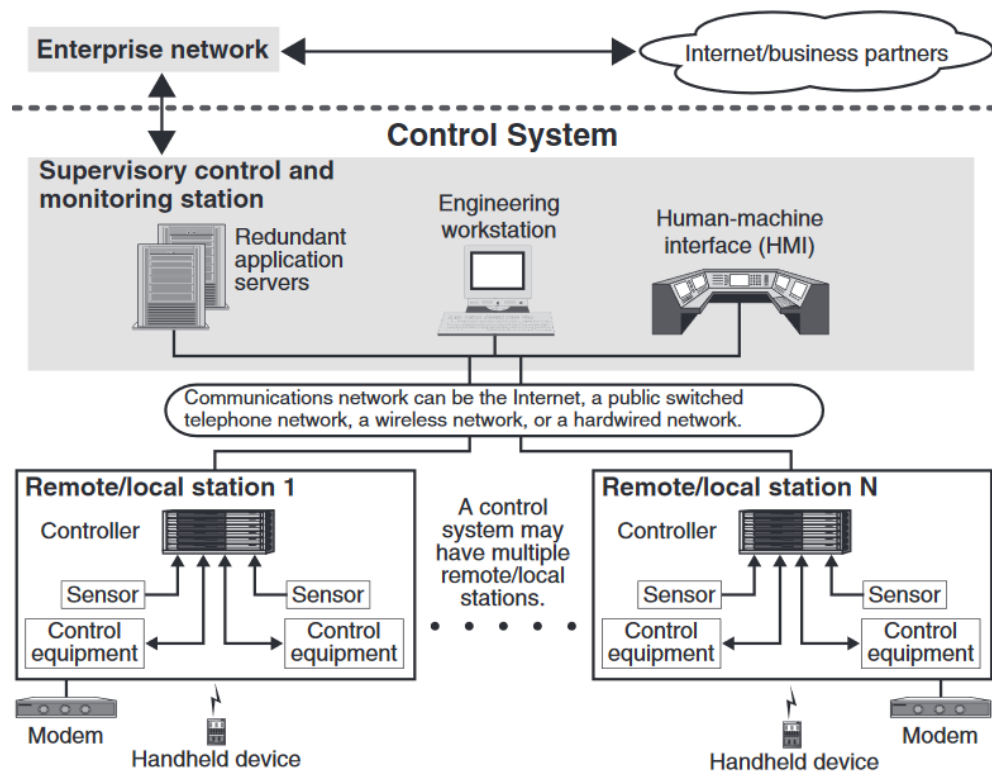 Enterprise network
Internet/business partners
Control System
Supervisory control and
monitoring station
Redundant
application
servers
Engineering
workstation
Human-machine
interface (HMI)
Communications network can be the Internet, a public switched
telephone network, a wireless network, or a hardwired network.
Remote/local station 1
Controller
Sensor
Sensor
Control
equipment
Control
equipment
Modem
Handheld device
A control
system may
have multiple
remote/local
stations.
Remote/local station N
Controller
Sensor
Sensor
Control
equipment
Control
equipment
Handheld device
Modem